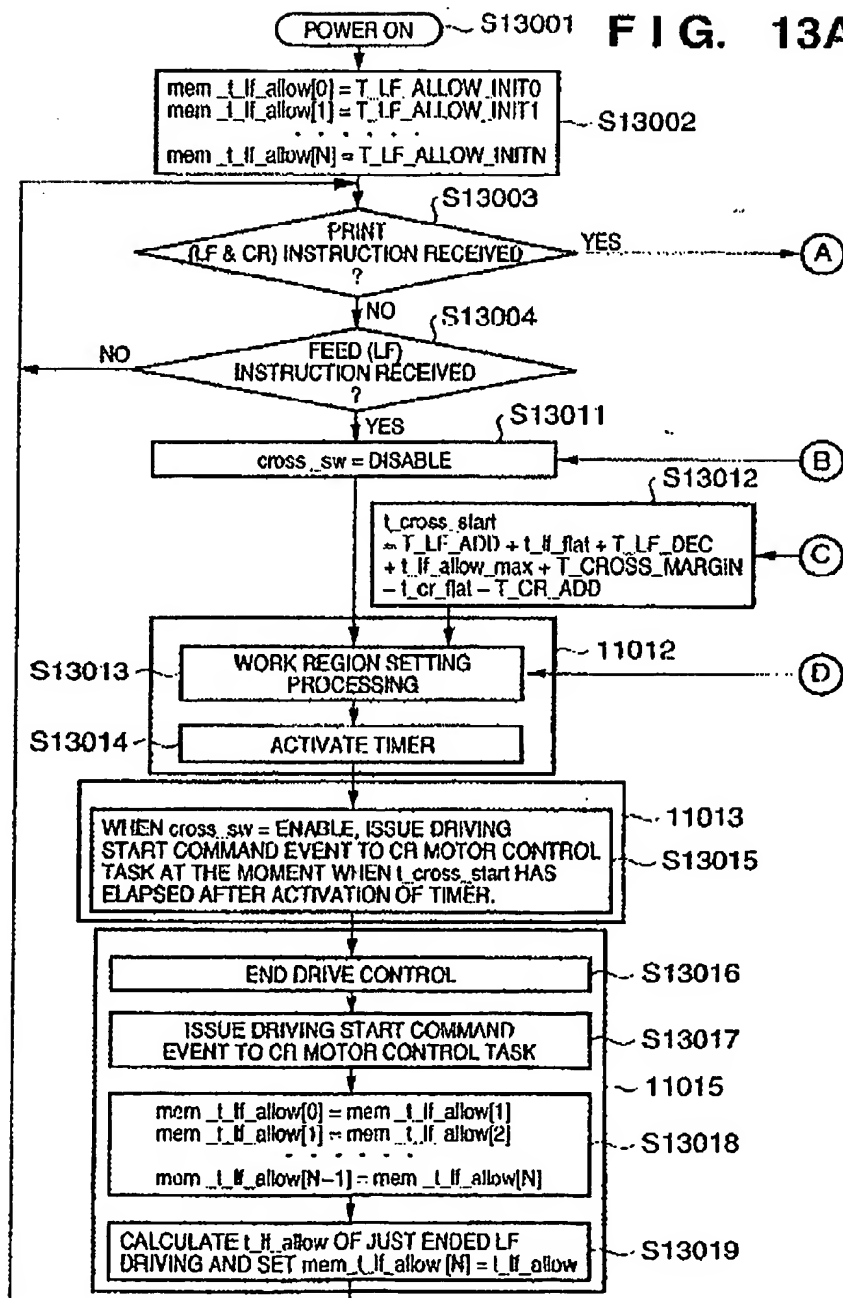 POWER ON
S13001
FIG. 13A
mem_t_lf_allow[0] = T_LF_ALLOW_INIT0
mem_t_lf_allow[1] = T_LF_ALLOW_INIT1
· · · · · ·
mem_t_lf_allow[N] = T_LF_ALLOW_INITN
S13002
S13003
PRINT
(LF & CR) INSTRUCTION RECEIVED
?
YES
A
NO
S13004
NO
FEED (LF)
INSTRUCTION RECEIVED
?
YES
S13011
cross_sw = DISABLE
B
S13012
t_cross_start
= T_LF_ADD + t_lf_flat + T_LF_DEC
+ t_lf_allow_max + T_CROSS_MARGIN
- t_cr_flat - T_CR_ADD
C
11012
S13013
WORK REGION SETTING
PROCESSING
D
S13014
ACTIVATE TIMER
11013
WHEN cross_sw = ENABLE, ISSUE DRIVING
START COMMAND EVENT TO CR MOTOR CONTROL
TASK AT THE MOMENT WHEN t_cross_start HAS
ELAPSED AFTER ACTIVATION OF TIMER.
S13015
END DRIVE CONTROL
S13016
ISSUE DRIVING START COMMAND
EVENT TO CR MOTOR CONTROL TASK
S13017
11015
mem_t_lf_allow[0] = mem_t_lf_allow[1]
mem_t_lf_allow[1] = mem_t_lf_allow[2]
· · · · · ·
mem_t_lf_allow[N-1] = mem_t_lf_allow[N]
S13018
CALCULATE t_lf_allow OF JUST ENDED LF
DRIVING AND SET mem_t_lf_allow [N] = t_lf_allow
S13019